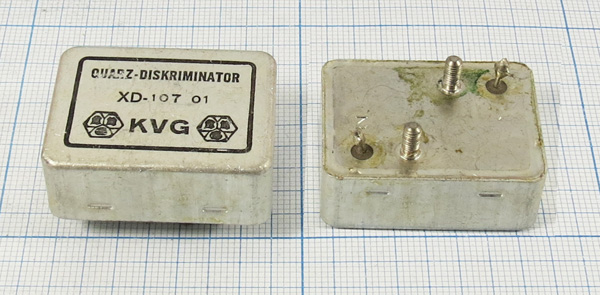 QUARZ-DISKRIMINATOR
XD-107 01
KVG